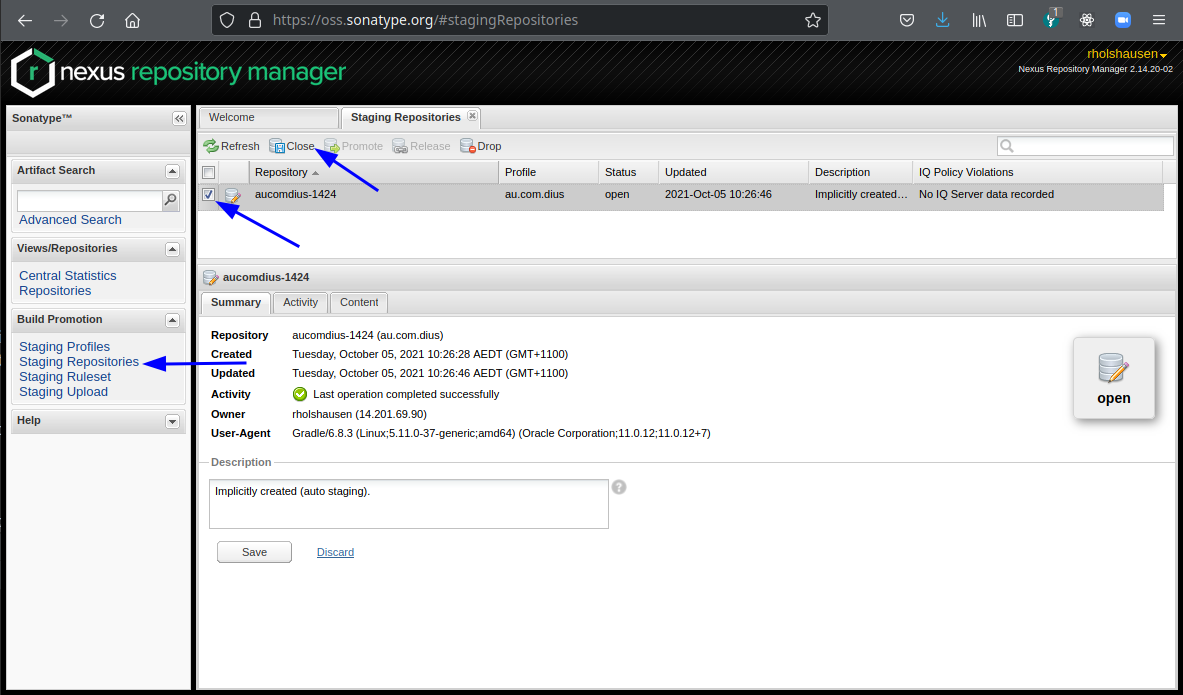 https://oss.sonatype.org/#stagingRepositories
1
r nexus repository manager
rholshausen
Nexus Repository Manager 2.14.20-02
Sonatype™
Welcome
Staging Repositories
Refresh Close Promote Release Drop
Artifact Search
Advanced Search
Views/Repositories
Central Statistics
Repositories
Build Promotion
Staging Profiles
Staging Repositories
Staging Ruleset
Staging Upload
Help
Repository Profile Status Updated Description IQ Policy Violations
aucomdius-1424 au.com.dius open 2021-Oct-05 10:26:46 Implicitly created… No IQ Server data recorded
aucomdius-1424
Summary Activity Content
Repository aucomdius-1424 (au.com.dius)
Created Tuesday, October 05, 2021 10:26:28 AEDT (GMT+1100)
Updated Tuesday, October 05, 2021 10:26:46 AEDT (GMT+1100)
Activity Last operation completed successfully
Owner rholshausen (14.201.69.90)
User-Agent Gradle/6.8.3 (Linux;5.11.0-37-generic;amd64) (Oracle Corporation;11.0.12;11.0.12+7)
open
Description
Implicitly created (auto staging).
?
Save Discard